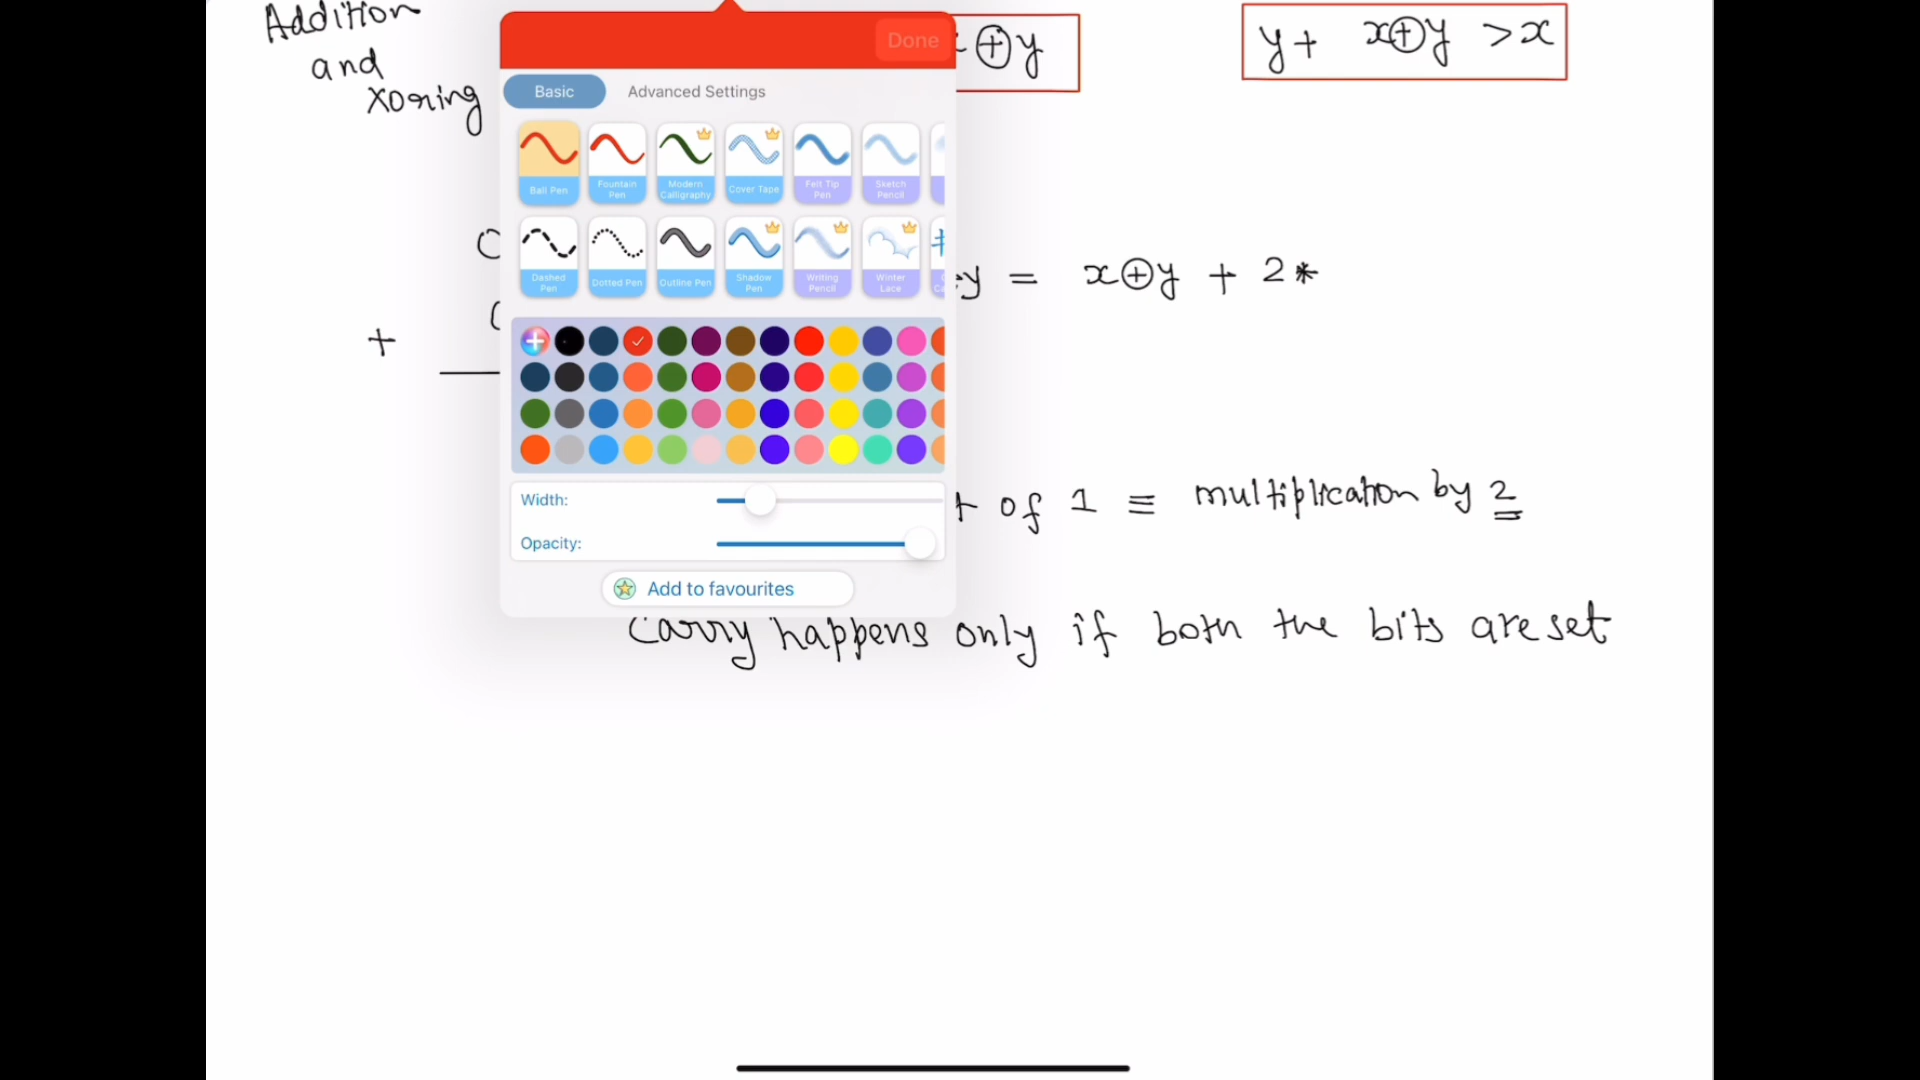 Addition
and
xoring
⊕y
y+ x⊕y >x
Done
Basic
Advanced Settings
Ball Pen
Fountain Pen
Modern Calligraphy
Cover Tape
Felt Tip Pen
Sketch Pencil
Dashed Pen
Dotted Pen
Outline Pen
Shadow Pen
Writing Pencil
Winter Lace
y = x⊕y + 2*
+
Width:
Opacity:
Add to favourites
of 1 ≡ multiplication by 2
Carry happens only if both the bits are set